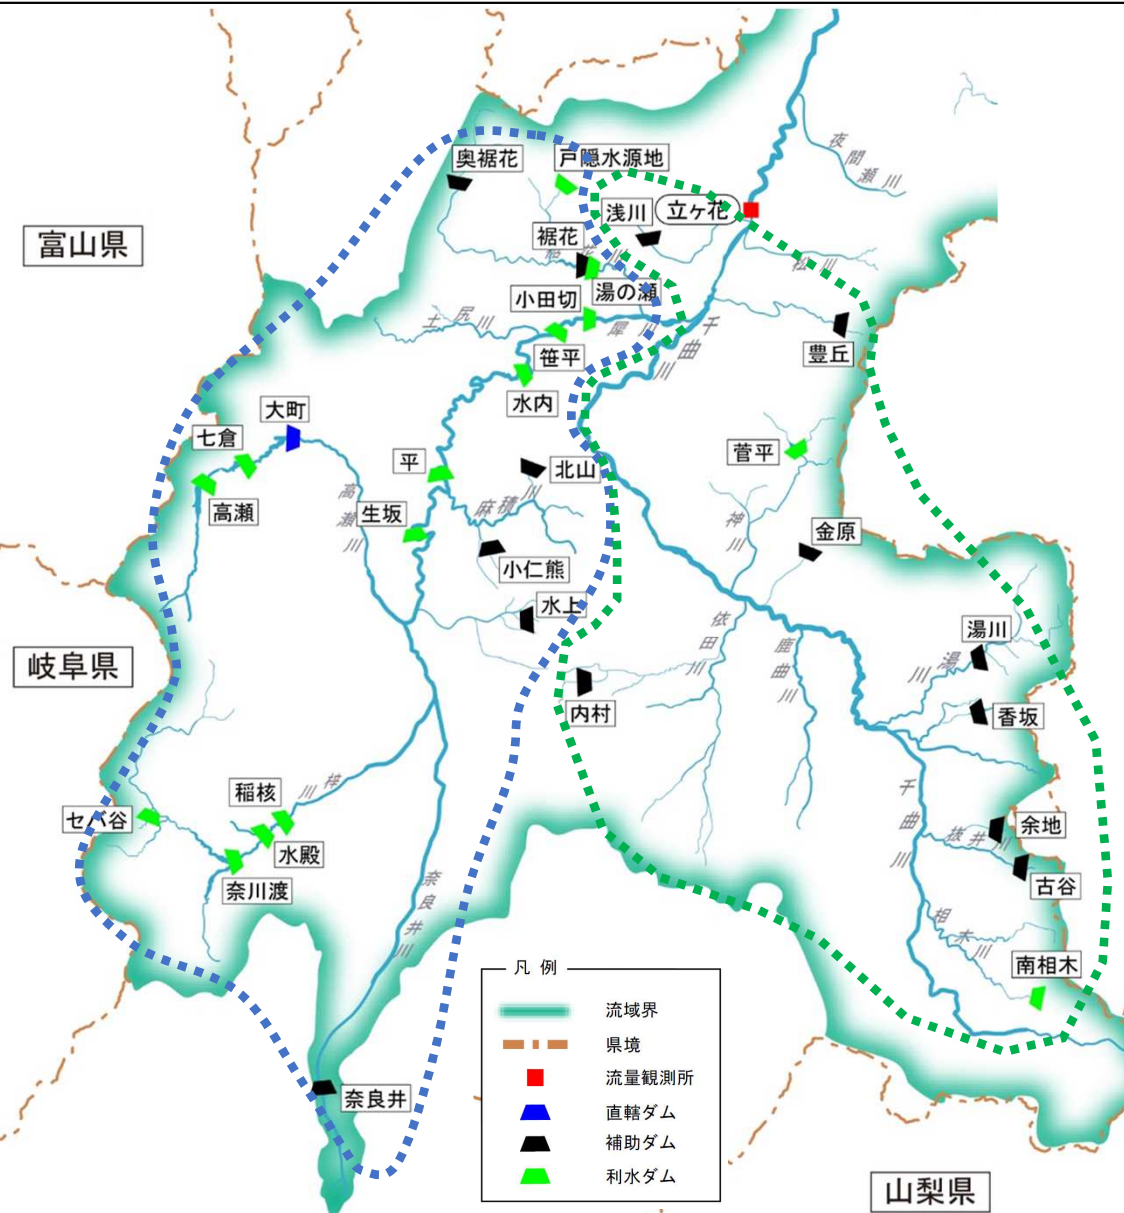 夜間瀬川
奥裾花
戸隠水源地
浅川
立ヶ花
富山県
裾花
裾花川
松川
湯の瀬
小田切
土尻川
犀川
千曲川
笹平
豊丘
水内
大町
七倉
菅平
平
北山
高瀬
高瀬川
生坂
麻積川
神川
金原
小仁熊
水上
依田川
鹿曲川
湯川
湯川
岐阜県
内村
香坂
梓川
稲核
セバ谷
千曲川
余地
抜井川
水殿
奈川渡
奈良井川
古谷
相木川
南相木
凡例
流域界
県境
流量観測所
直轄ダム
補助ダム
利水ダム
奈良井
山梨県